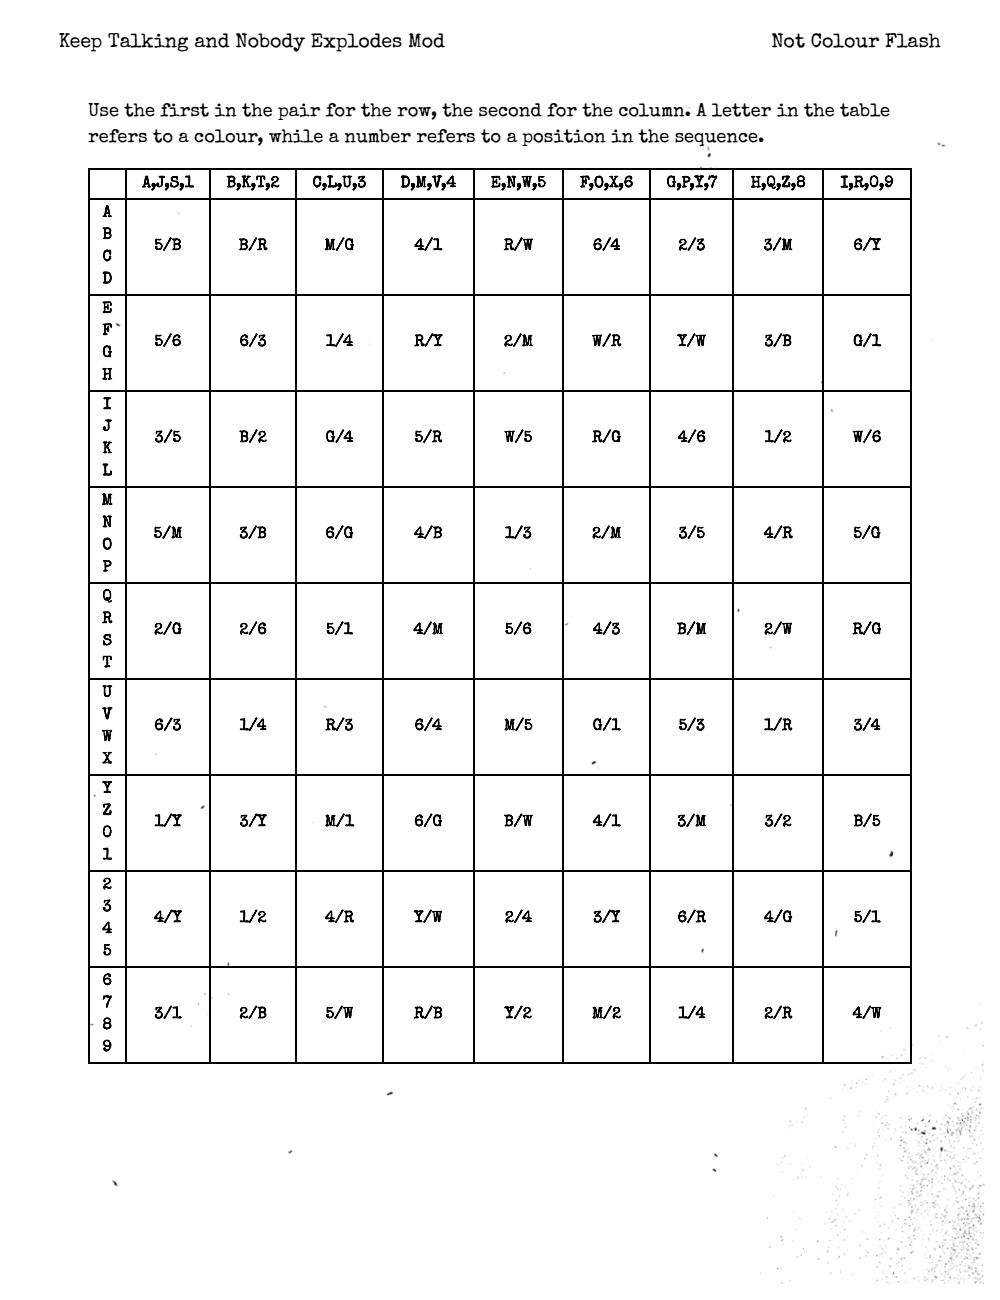 Keep Talking and Nobody Explodes Mod Not Colour Flash
Use the first in the pair for the row, the second for the column. A letter in the table
refers to a colour, while a number refers to a position in the sequence.
A,J,S,1 B,K,T,2 C,L,U,3 D,M,V,4 E,N,W,5 F,O,X,6 G,P,Y,7 H,Q,Z,8 I,R,0,9
A
B
C
D
5/B B/R M/G 4/1 R/W 6/4 2/3 3/M 6/Y
E
F
G
H
5/6 6/3 1/4 R/Y 2/M W/R Y/W 3/B G/1
I
J
K
L
3/5 B/2 G/4 5/R W/5 R/G 4/6 1/2 W/6
M
N
O
P
5/M 3/B 6/G 4/B 1/3 2/M 3/5 4/R 5/G
Q
R
S
T
2/G 2/6 5/1 4/M 5/6 4/3 B/M 2/W R/G
U
V
W
X
6/3 1/4 R/3 6/4 M/5 G/1 5/3 1/R 3/4
Y
Z
0
1
1/Y 3/Y M/1 6/G B/W 4/1 3/M 3/2 B/5
2
3
4
5
4/Y 1/2 4/R Y/W 2/4 3/Y 6/R 4/G 5/1
6
7
8
9
3/1 2/B 5/W R/B Y/2 M/2 1/4 2/R 4/W